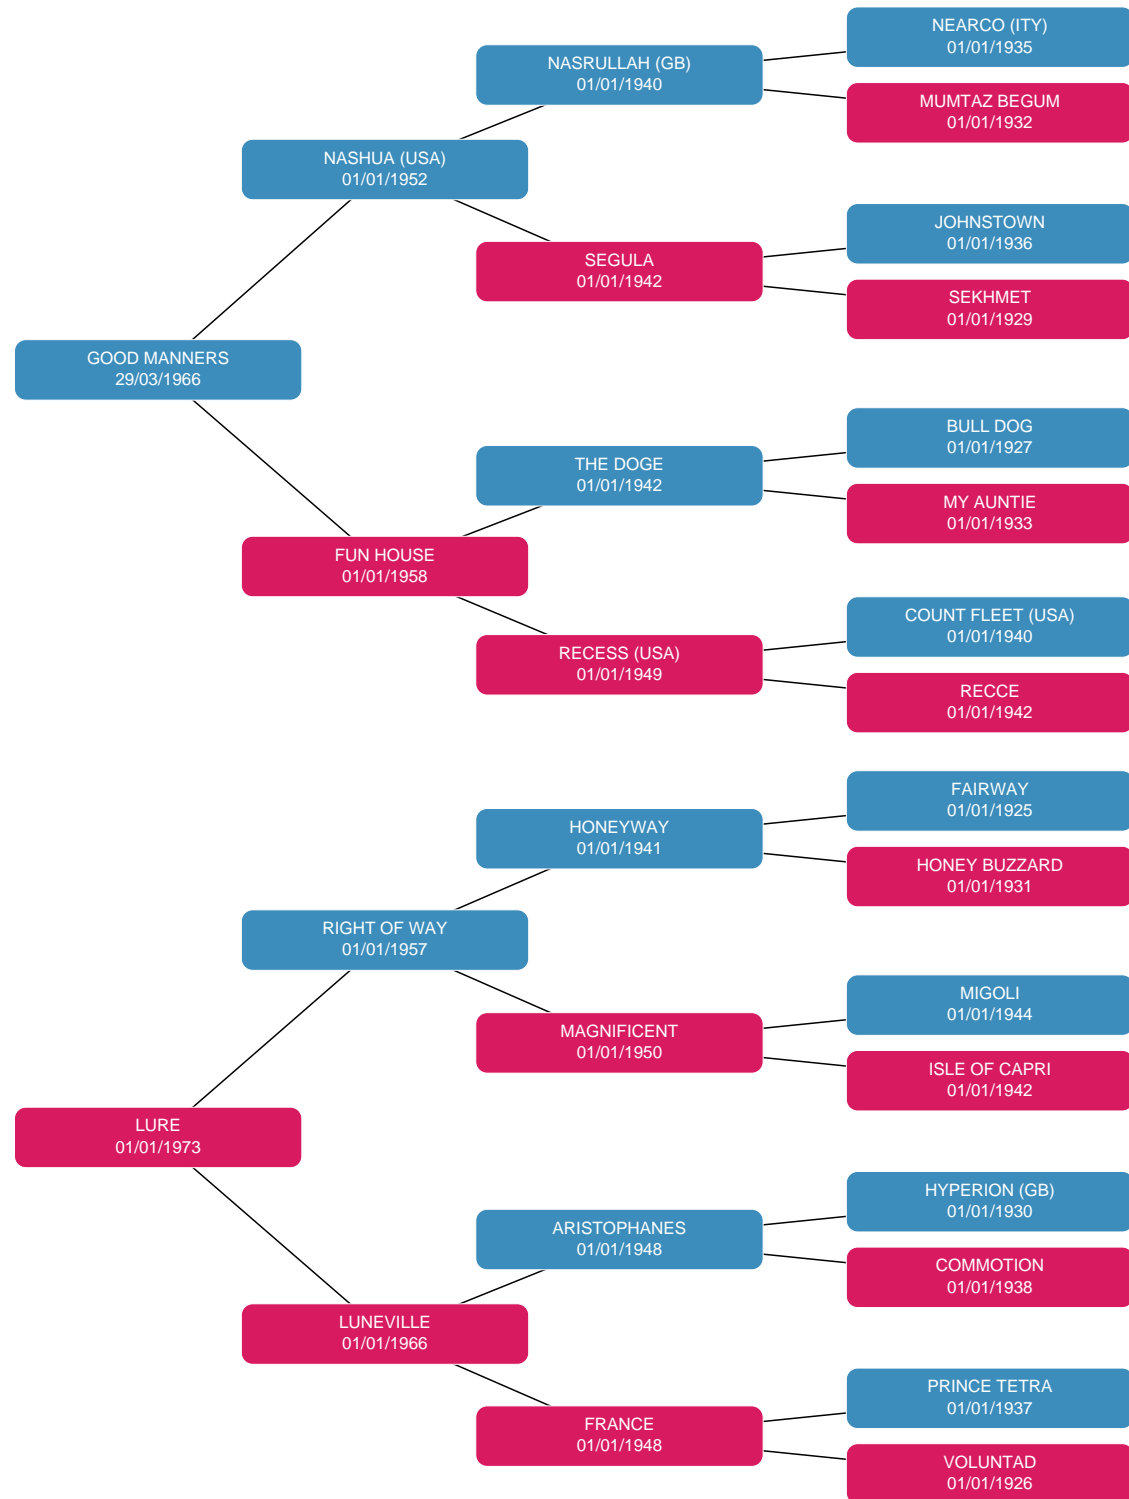 NEARCO (ITY)
01/01/1935
NASRULLAH (GB)
01/01/1940
MUMTAZ BEGUM
01/01/1932
NASHUA (USA)
01/01/1952
JOHNSTOWN
01/01/1936
SEGULA
01/01/1942
SEKHMET
01/01/1929
GOOD MANNERS
29/03/1966
BULL DOG
01/01/1927
THE DOGE
01/01/1942
MY AUNTIE
01/01/1933
FUN HOUSE
01/01/1958
COUNT FLEET (USA)
01/01/1940
RECESS (USA)
01/01/1949
RECCE
01/01/1942
FAIRWAY
01/01/1925
HONEYWAY
01/01/1941
HONEY BUZZARD
01/01/1931
RIGHT OF WAY
01/01/1957
MIGOLI
01/01/1944
MAGNIFICENT
01/01/1950
ISLE OF CAPRI
01/01/1942
LURE
01/01/1973
HYPERION (GB)
01/01/1930
ARISTOPHANES
01/01/1948
COMMOTION
01/01/1938
LUNEVILLE
01/01/1966
PRINCE TETRA
01/01/1937
FRANCE
01/01/1948
VOLUNTAD
01/01/1926